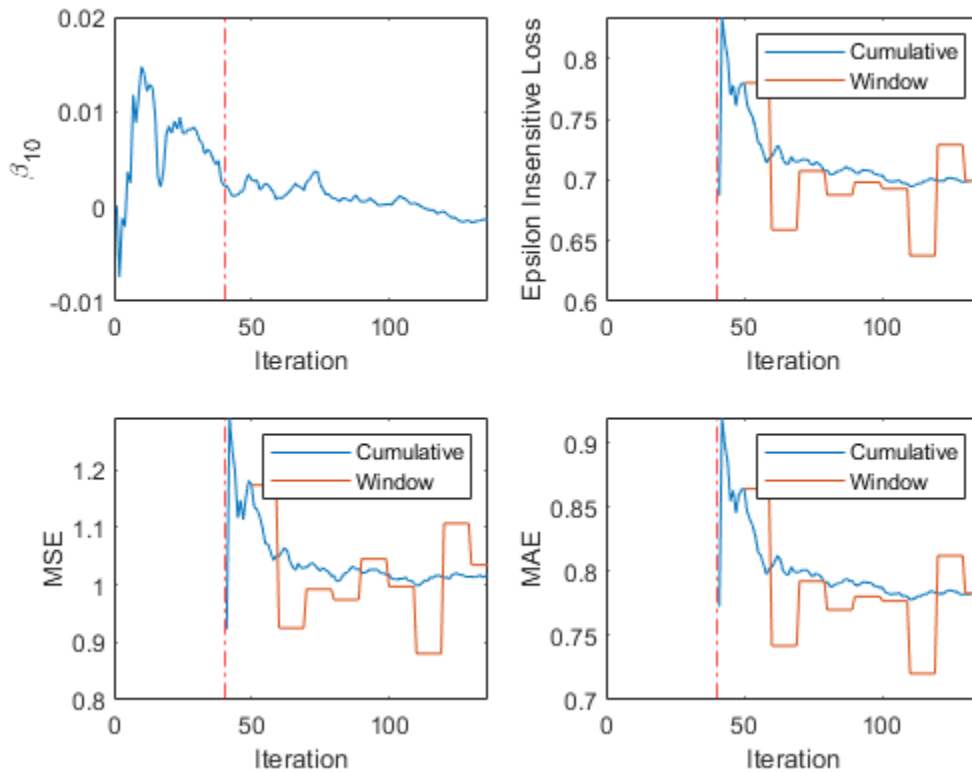 0.02
0.01
0
-0.01
β10
0
50
100
Iteration
0.8
0.75
0.7
0.65
0.6
Epsilon Insensitive Loss
Cumulative
Window
0
50
100
Iteration
1.2
1.1
1
0.9
0.8
MSE
Cumulative
Window
0
50
100
Iteration
0.9
0.85
0.8
0.75
0.7
MAE
Cumulative
Window
0
50
100
Iteration